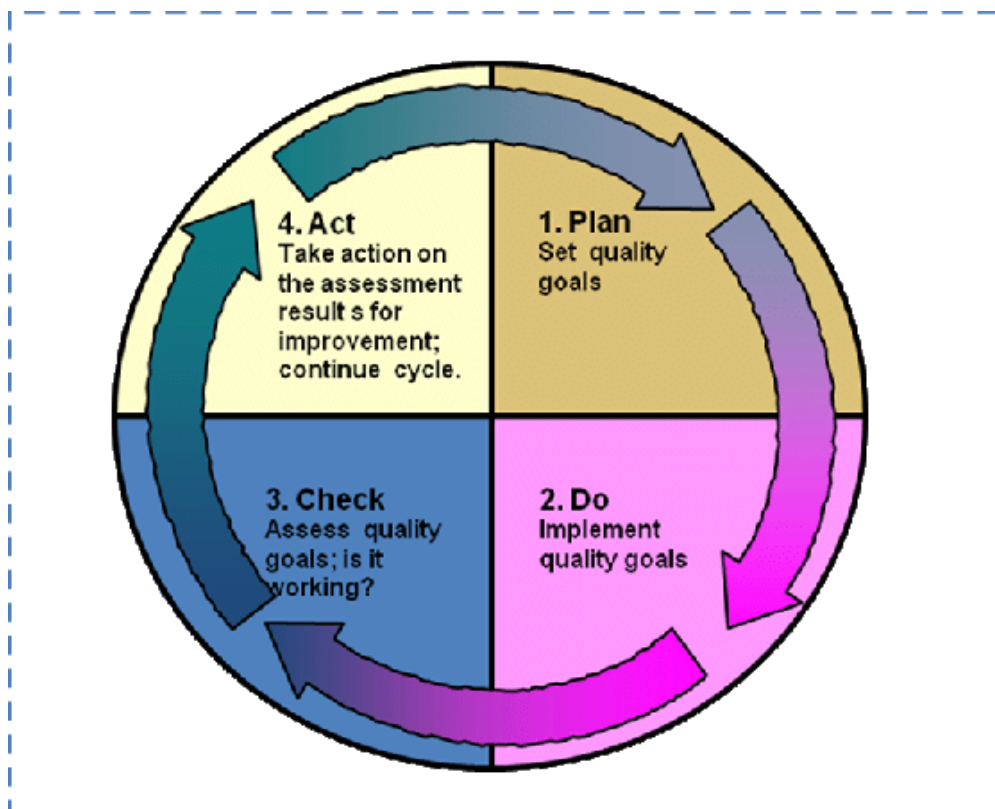 1. Plan
Set quality
goals
2. Do
Implement
quality goals
3. Check
Assess quality
goals; is it
working?
4. Act
Take action on
the assessment
result s for
improvement;
continue cycle.